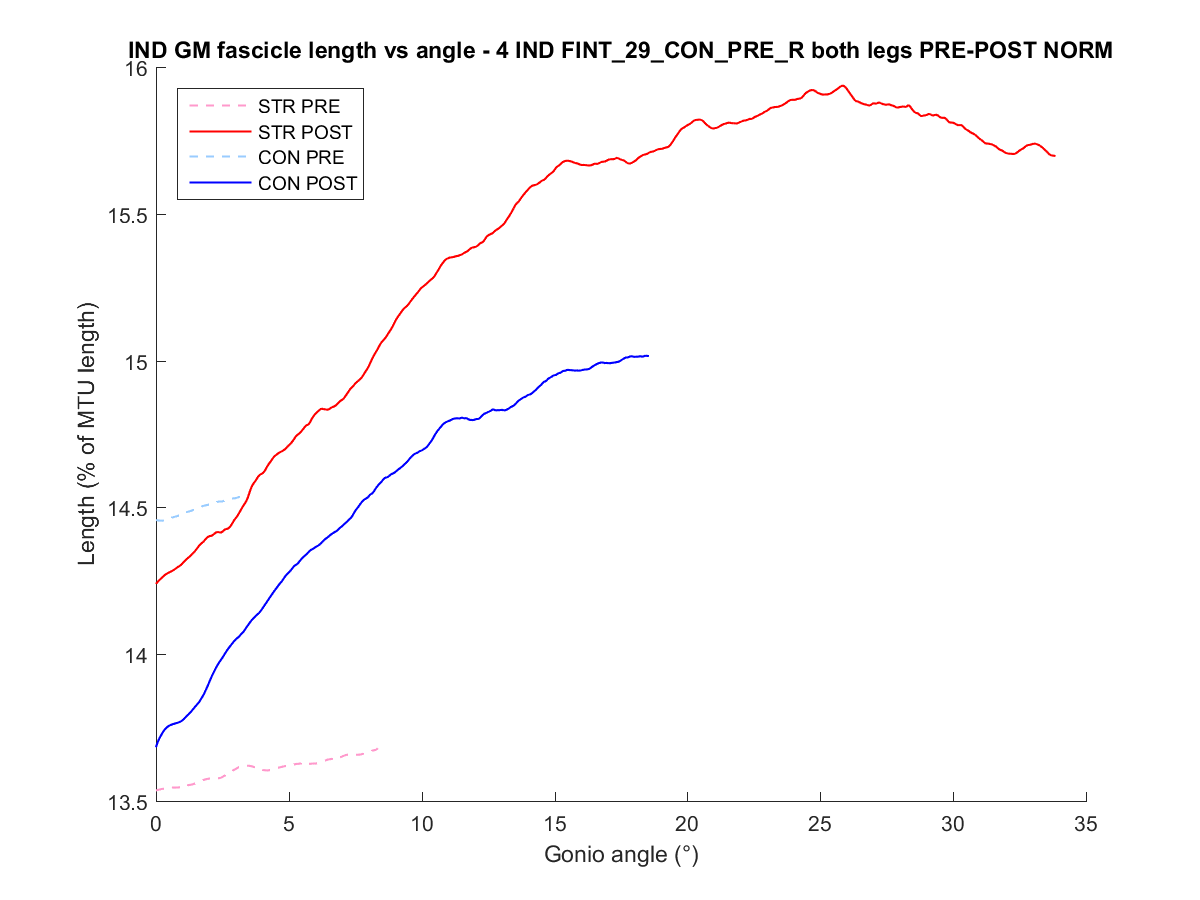 IND GM fascicle length vs angle - 4 IND FINT_29_CON_PRE_R both legs PRE-POST NORM
STR PRE
STR POST
CON PRE
CON POST
Length (% of MTU length)
16
15.5
15
14.5
14
13.5
0 5 10 15 20 25 30 35
Gonio angle (°)